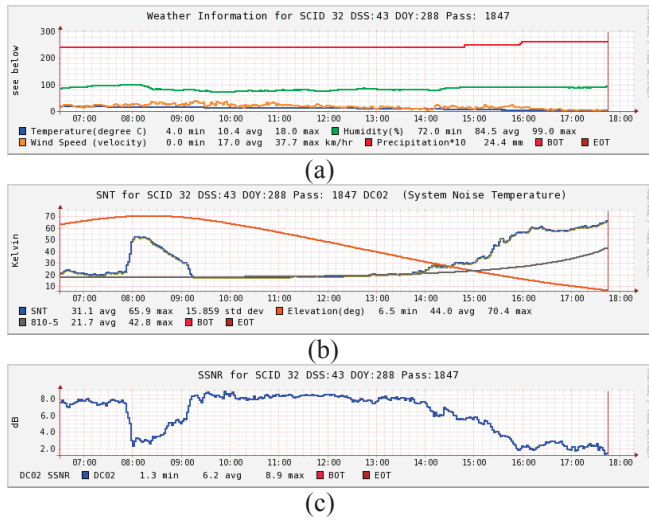 Weather Information for SCID 32 DSS:43 DOY:288 Pass: 1847
see below
300
200
100
0
07:00 08:00 09:00 10:00 11:00 12:00 13:00 14:00 15:00 16:00 17:00 18:00
Temperature(degree C) 4.0 min 10.4 avg 18.0 max Humidity(%) 72.0 min 84.5 avg 99.0 max
Wind Speed (velocity) 0.0 min 17.0 avg 37.7 max km/hr Precipitation*10 24.4 mm BOT EOT
(a)
SNT for SCID 32 DSS:43 DOY:288 Pass: 1847 DC02 (System Noise Temperature)
Kelvin
70
60
50
40
30
20
10
07:00 08:00 09:00 10:00 11:00 12:00 13:00 14:00 15:00 16:00 17:00 18:00
SNT 31.1 avg 65.9 max 15.859 std dev Elevation(deg) 6.5 min 44.0 avg 70.4 max
810-5 21.7 avg 42.8 max BOT EOT
(b)
SSNR for SCID 32 DSS:43 DOY:288 Pass:1847
dB
8.0
6.0
4.0
2.0
07:00 08:00 09:00 10:00 11:00 12:00 13:00 14:00 15:00 16:00 17:00 18:00
DC02 SSNR DC02 1.3 min 6.2 avg 8.9 max BOT EOT
(c)